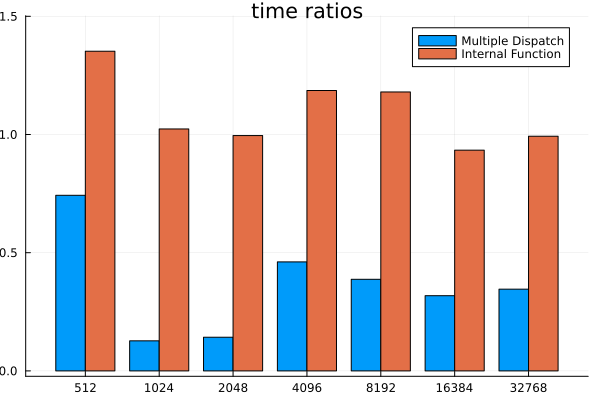 time ratios
Multiple Dispatch
Internal Function
1.5
1.0
0.5
0.0
512 1024 2048 4096 8192 16384 32768